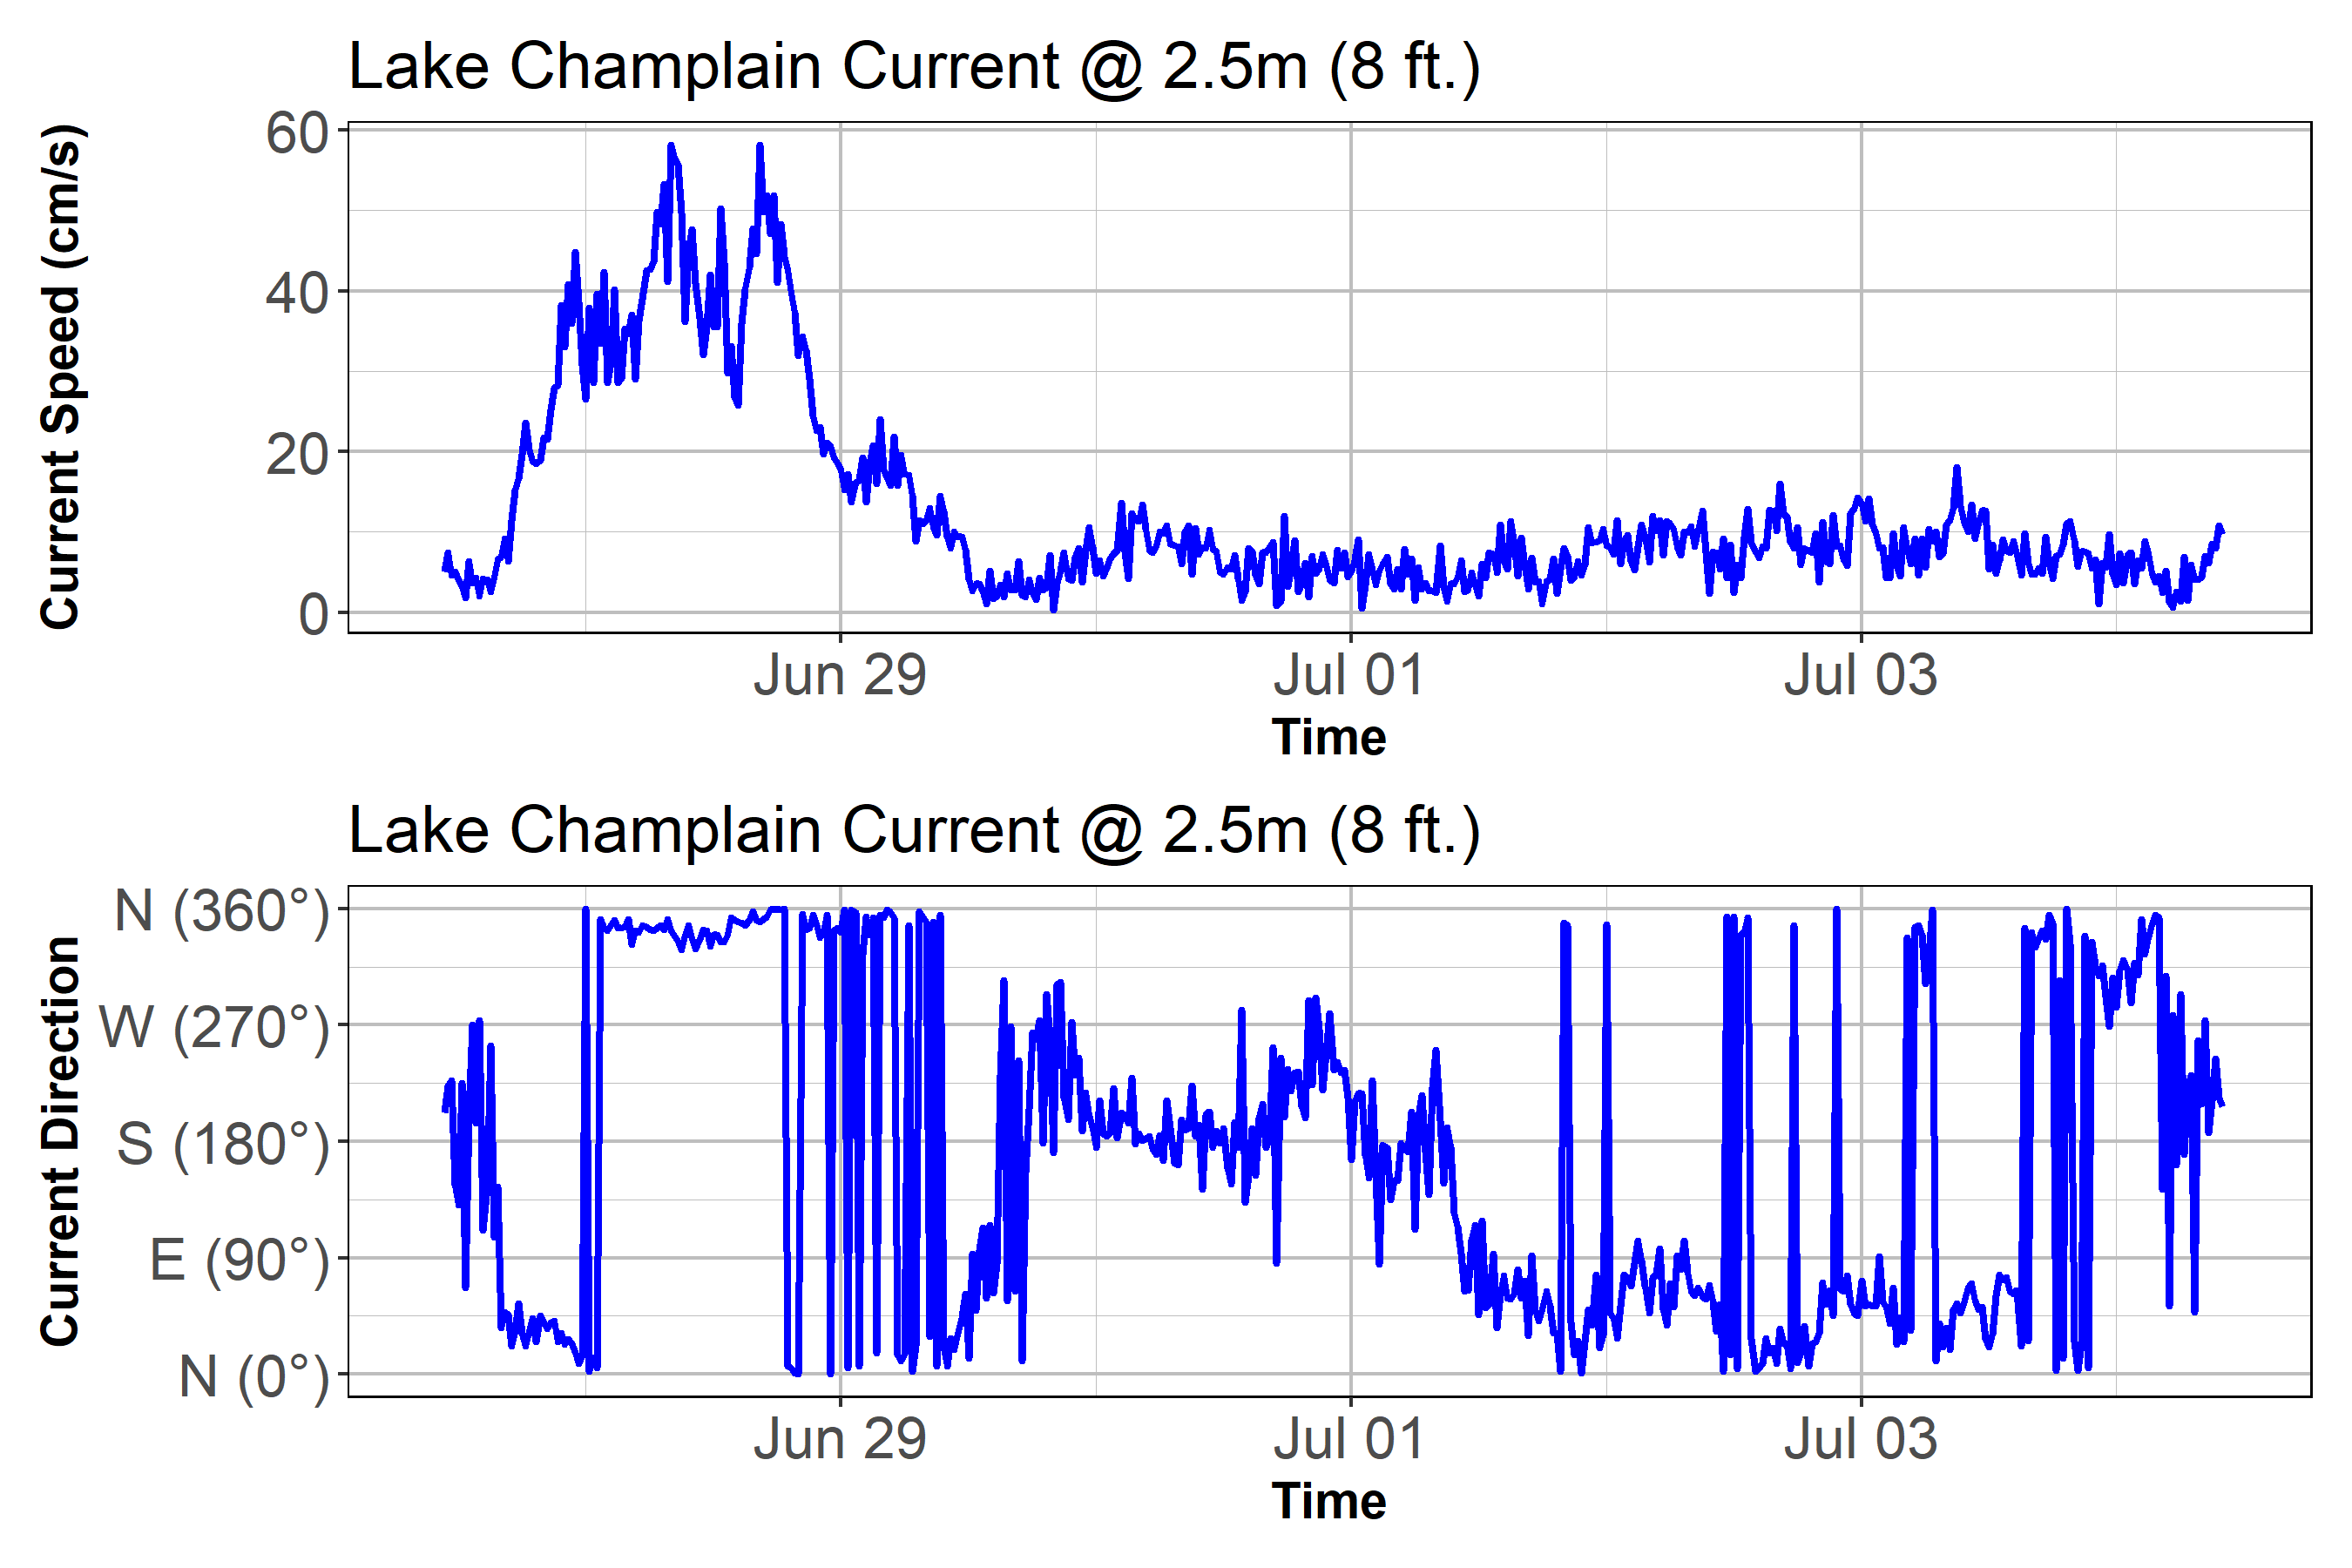 Lake Champlain Current @ 2.5m (8 ft.)
Current Speed (cm/s)
60
40
20
0
Jun 29
Jul 01
Jul 03
Time
Lake Champlain Current @ 2.5m (8 ft.)
Current Direction
N (360°)
W (270°)
S (180°)
E (90°)
N (0°)
Jun 29
Jul 01
Jul 03
Time